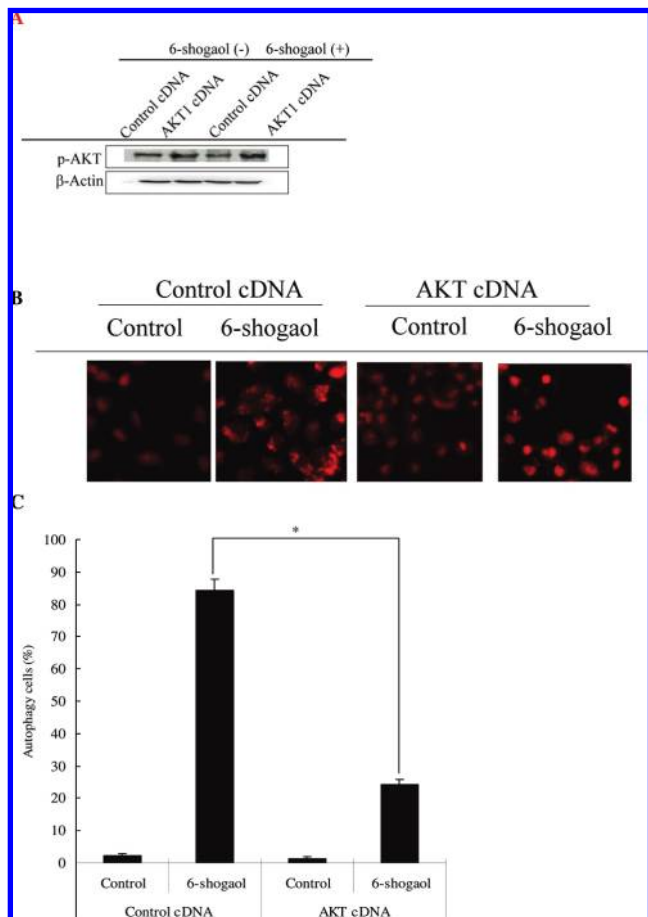 A
6-shogaol (-) 6-shogaol (+)
Control cDNA AKT1 cDNA Control cDNA AKT1 cDNA
p-AKT
β-Actin
B
Control cDNA AKT cDNA
Control 6-shogaol Control 6-shogaol
C
*
Autophagy cells (%)
100
90
80
70
60
50
40
30
20
10
0
Control 6-shogaol Control 6-shogaol
Control cDNA AKT cDNA